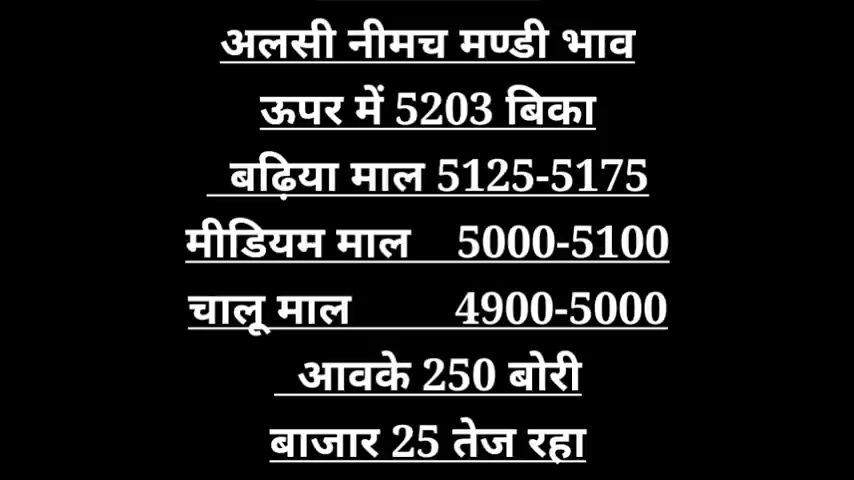 अलसी नीमच मण्डी भाव
ऊपर में 5203 बिका
बढ़िया माल 5125-5175
मीडियम माल 5000-5100
चालू माल 4900-5000
आवके 250 बोरी
बाजार 25 तेज रहा